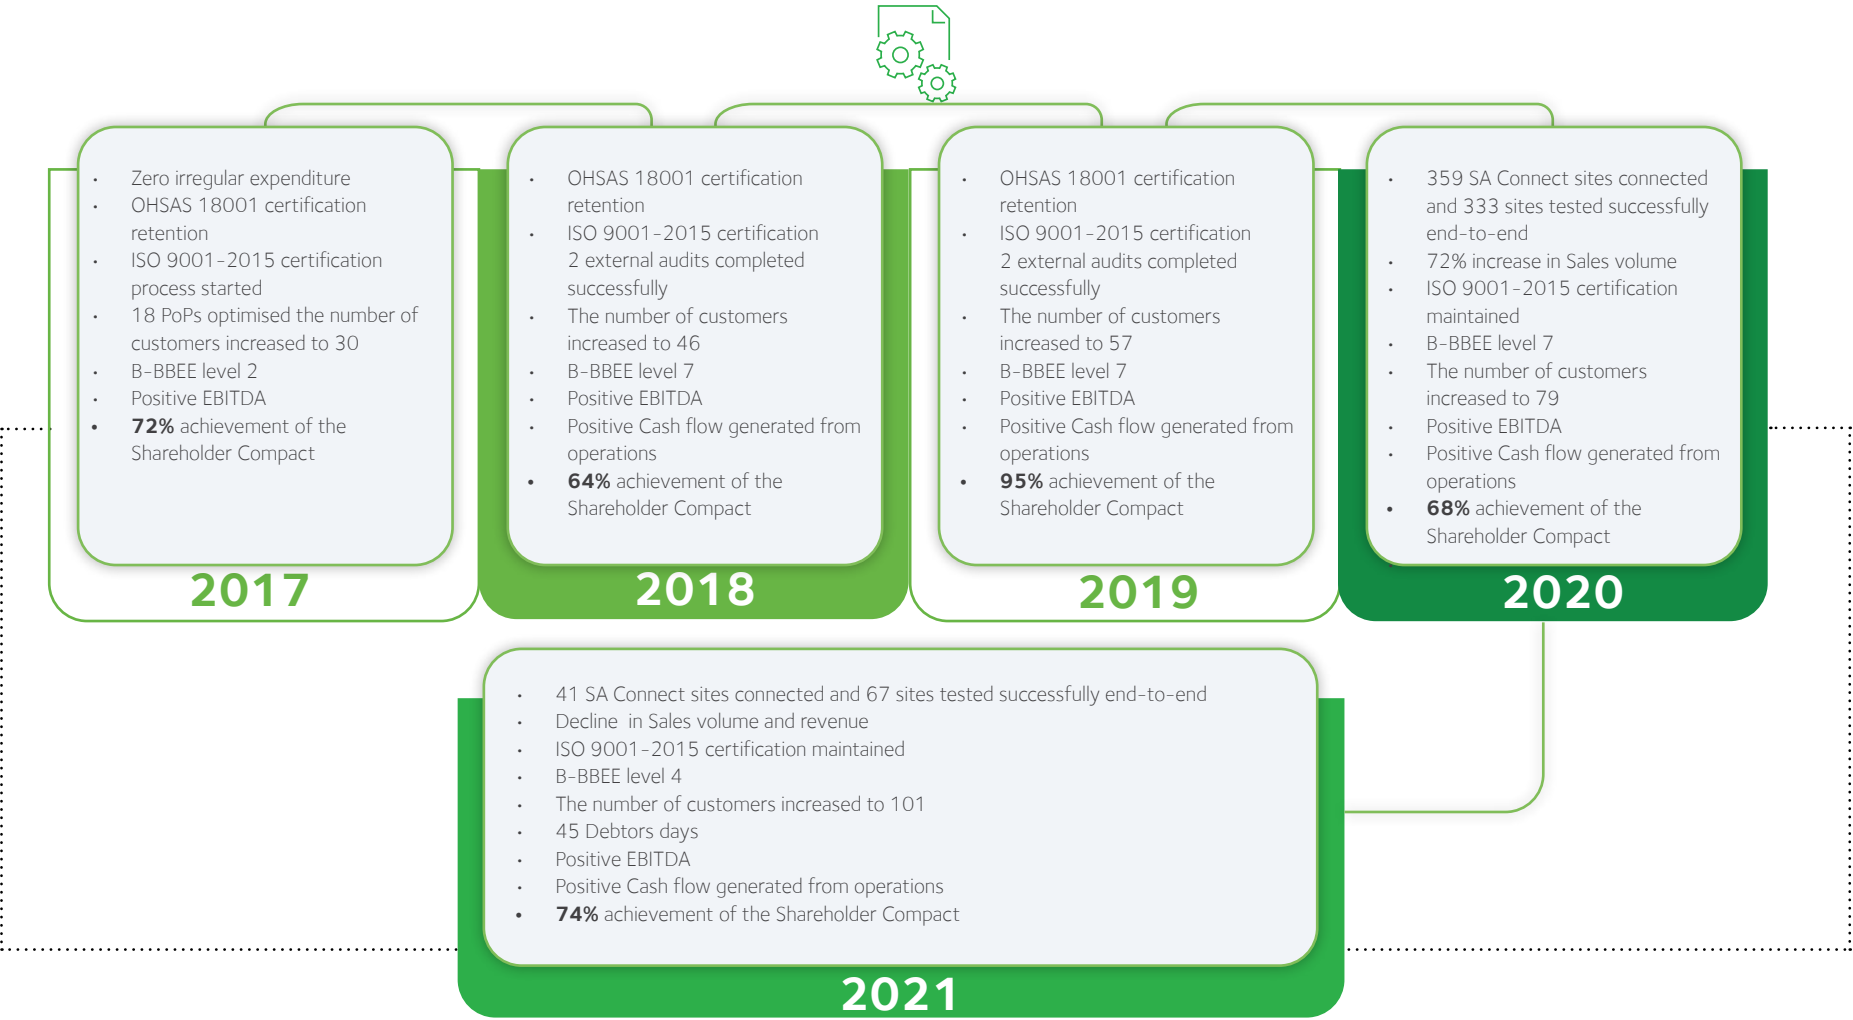 • Zero irregular expenditure
• OHSAS 18001 certification
retention
• ISO 9001-2015 certification
process started
• 18 PoPs optimised the number of
customers increased to 30
• B-BBEE level 2
• Positive EBITDA
• 72% achievement of the
Shareholder Compact
2017
• OHSAS 18001 certification
retention
• ISO 9001-2015 certification
2 external audits completed
successfully
• The number of customers
increased to 46
• B-BBEE level 7
• Positive EBITDA
• Positive Cash flow generated from
operations
• 64% achievement of the
Shareholder Compact
2018
• OHSAS 18001 certification
retention
• ISO 9001-2015 certification
2 external audits completed
successfully
• The number of customers
increased to 57
• B-BBEE level 7
• Positive EBITDA
• Positive Cash flow generated from
operations
• 95% achievement of the
Shareholder Compact
2019
• 359 SA Connect sites connected
and 333 sites tested successfully
end-to-end
• 72% increase in Sales volume
• ISO 9001-2015 certification
maintained
• B-BBEE level 7
• The number of customers
increased to 79
• Positive EBITDA
• Positive Cash flow generated from
operations
• 68% achievement of the
Shareholder Compact
2020
• 41 SA Connect sites connected and 67 sites tested successfully end-to-end
• Decline in Sales volume and revenue
• ISO 9001-2015 certification maintained
• B-BBEE level 4
• The number of customers increased to 101
• 45 Debtors days
• Positive EBITDA
• Positive Cash flow generated from operations
• 74% achievement of the Shareholder Compact
2021